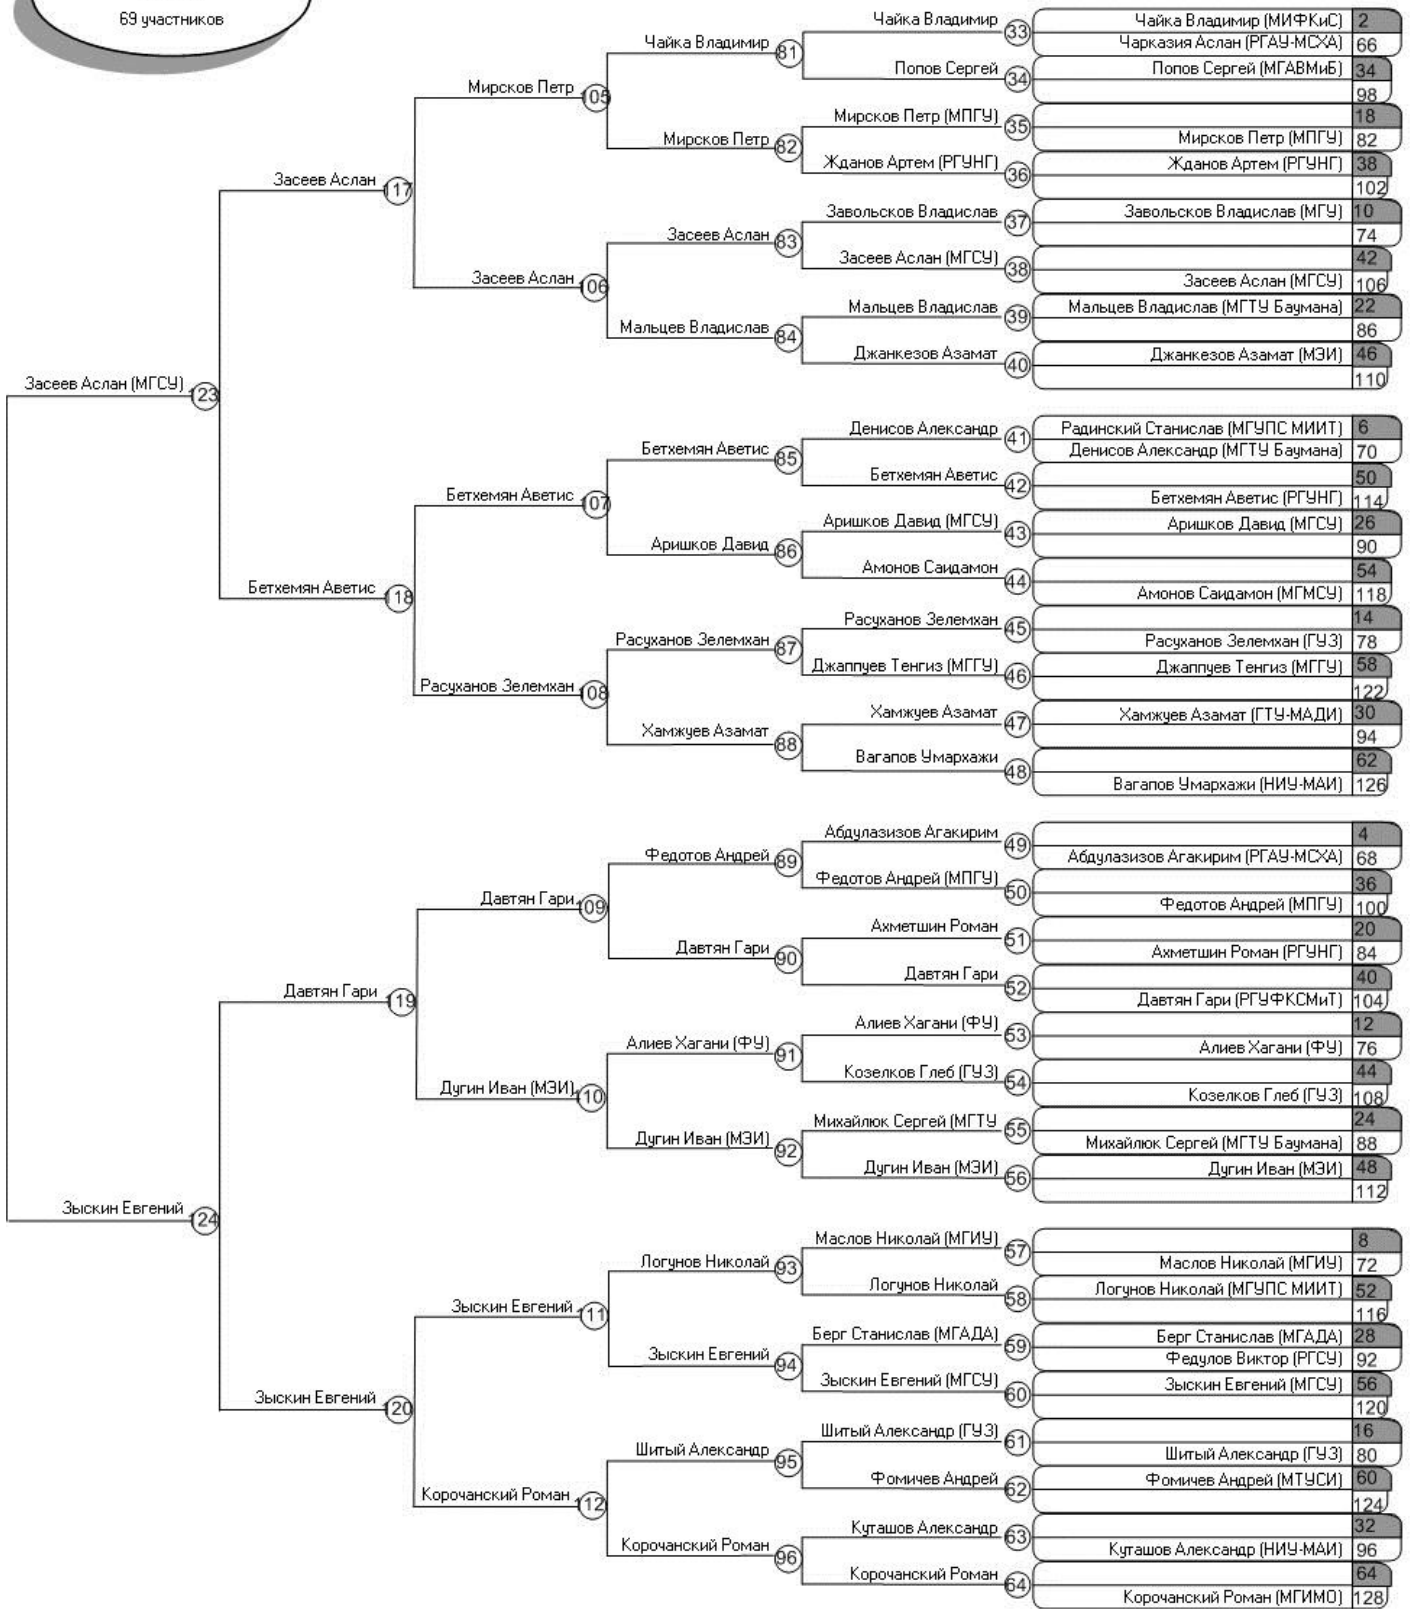 69 участников
Чайка Владимир 33 Чайка Владимир (МИФКиС) 2
Чайка Владимир 81 Чарказия Аслан (РГАУ-МСХА) 66
Попов Сергей 34 Попов Сергей (МГАВМиБ) 34
98
Мирсков Петр 105
Мирсков Петр (МПГУ) 35 18
Мирсков Петр 82 Мирсков Петр (МПГУ) 82
Жданов Артем (РГУНГ) 36 Жданов Артем (РГУНГ) 38
102
Засеев Аслан 117
Завольсков Владислав 37 Завольсков Владислав (МГУ) 10
Засеев Аслан 83 74
Засеев Аслан (МГСУ) 38 42
Засеев Аслан 106 Засеев Аслан (МГСУ) 106
Мальцев Владислав 39 Мальцев Владислав (МГТУ Баумана) 22
Мальцев Владислав 84 86
Джанкезов Азамат 40 Джанкезов Азамат (МЭИ) 46
110
Засеев Аслан (МГСУ) 123
Денисов Александр 41 Радинский Станислав (МГУПС МИИТ) 6
Бетхемян Аветис 85 Денисов Александр (МГТУ Баумана) 70
Бетхемян Аветис 42 50
Бетхемян Аветис 107 Бетхемян Аветис (РГУНГ) 114
Аришков Давид (МГСУ) 43 Аришков Давид (МГСУ) 26
Аришков Давид 86 90
Амонов Саидамон 44 54
Бетхемян Аветис 118 Амонов Саидамон (МГМСУ) 118
Расуханов Зелемхан 45 14
Расуханов Зелемхан 87 Расуханов Зелемхан (ГУЗ) 78
Джаппуев Тенгиз (МГГУ) 46 Джаппуев Тенгиз (МГГУ) 58
Расуханов Зелемхан 108 122
Хамжуев Азамат 47 Хамжуев Азамат (ГТУ-МАДИ) 30
Хамжуев Азамат 88 94
Вагапов Умархажи 48 62
Вагапов Умархажи (НИУ-МАИ) 126
Абдулазизов Агакирим 49 4
Федотов Андрей 89 Абдулазизов Агакирим (РГАУ-МСХА) 68
Федотов Андрей (МПГУ) 50 36
Давтян Гари 109 Федотов Андрей (МПГУ) 100
Ахметшин Роман 51 20
Давтян Гари 90 Ахметшин Роман (РГУНГ) 84
Давтян Гари 52 40
Давтян Гари 119 Давтян Гари (РГУФКСМиТ) 104
Алиев Хагани (ФУ) 53 12
Алиев Хагани (ФУ) 91 Алиев Хагани (ФУ) 76
Козелков Глеб (ГУЗ) 54 44
Дугин Иван (МЭИ) 110 Козелков Глеб (ГУЗ) 108
Михайлюк Сергей (МГТУ 55 24
Дугин Иван (МЭИ) 92 Михайлюк Сергей (МГТУ Баумана) 88
Дугин Иван (МЭИ) 56 Дугин Иван (МЭИ) 48
112
Зыскин Евгений 124
Маслов Николай (МГИУ) 57 8
Логунов Николай 93 Маслов Николай (МГИУ) 72
Логунов Николай 58 Логунов Николай (МГУПС МИИТ) 52
Зыскин Евгений 111 116
Берг Станислав (МГАДА) 59 Берг Станислав (МГАДА) 28
Зыскин Евгений 94 Федулов Виктор (РГСУ) 92
Зыскин Евгений (МГСУ) 60 Зыскин Евгений (МГСУ) 56
Зыскин Евгений 120 120
Шитый Александр (ГУЗ) 61 16
Шитый Александр 95 Шитый Александр (ГУЗ) 80
Фомичев Андрей 62 Фомичев Андрей (МТУСИ) 60
Корочанский Роман 112 124
Куташов Александр 63 32
Корочанский Роман 96 Куташов Александр (НИУ-МАИ) 96
Корочанский Роман 64 64
Корочанский Роман (МГИМО) 128